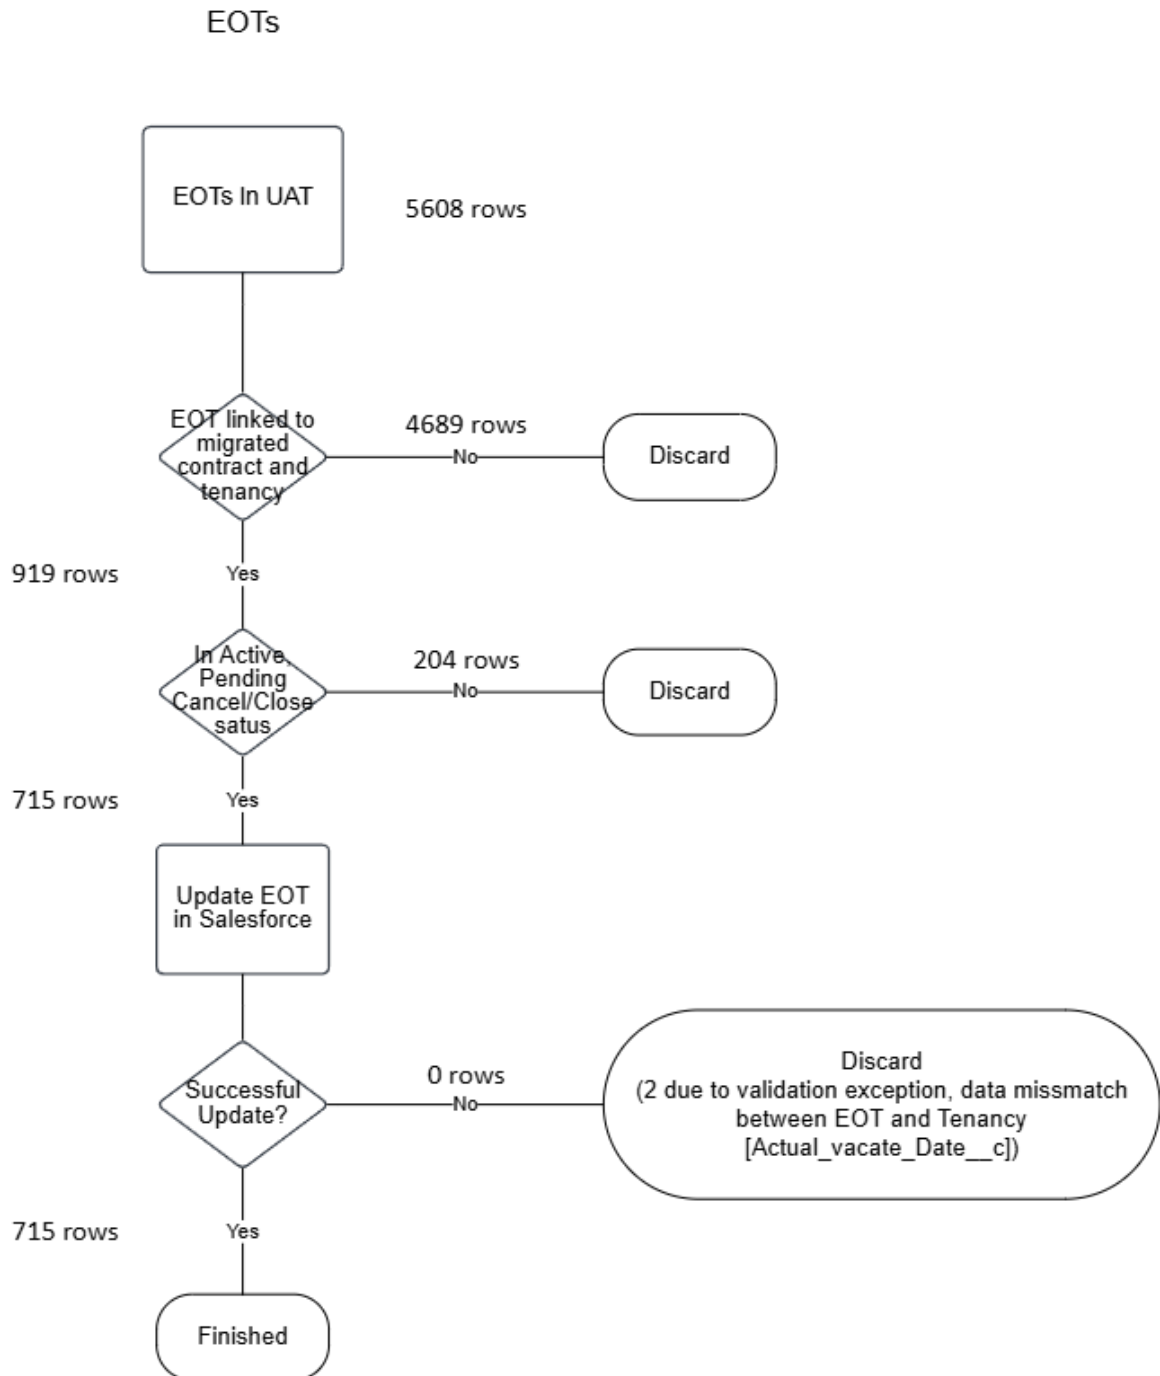 EOTs
EOTs In UAT
5608 rows
EOT linked to
migrated
contract and
tenancy
4689 rows
No
Discard
919 rows
Yes
In Active,
Pending
Cancel/Close
satus
204 rows
No
Discard
715 rows
Yes
Update EOT
in Salesforce
Successful
Update?
0 rows
No
Discard
(2 due to validation exception, data missmatch
between EOT and Tenancy
[Actual_vacate_Date__c])
715 rows
Yes
Finished